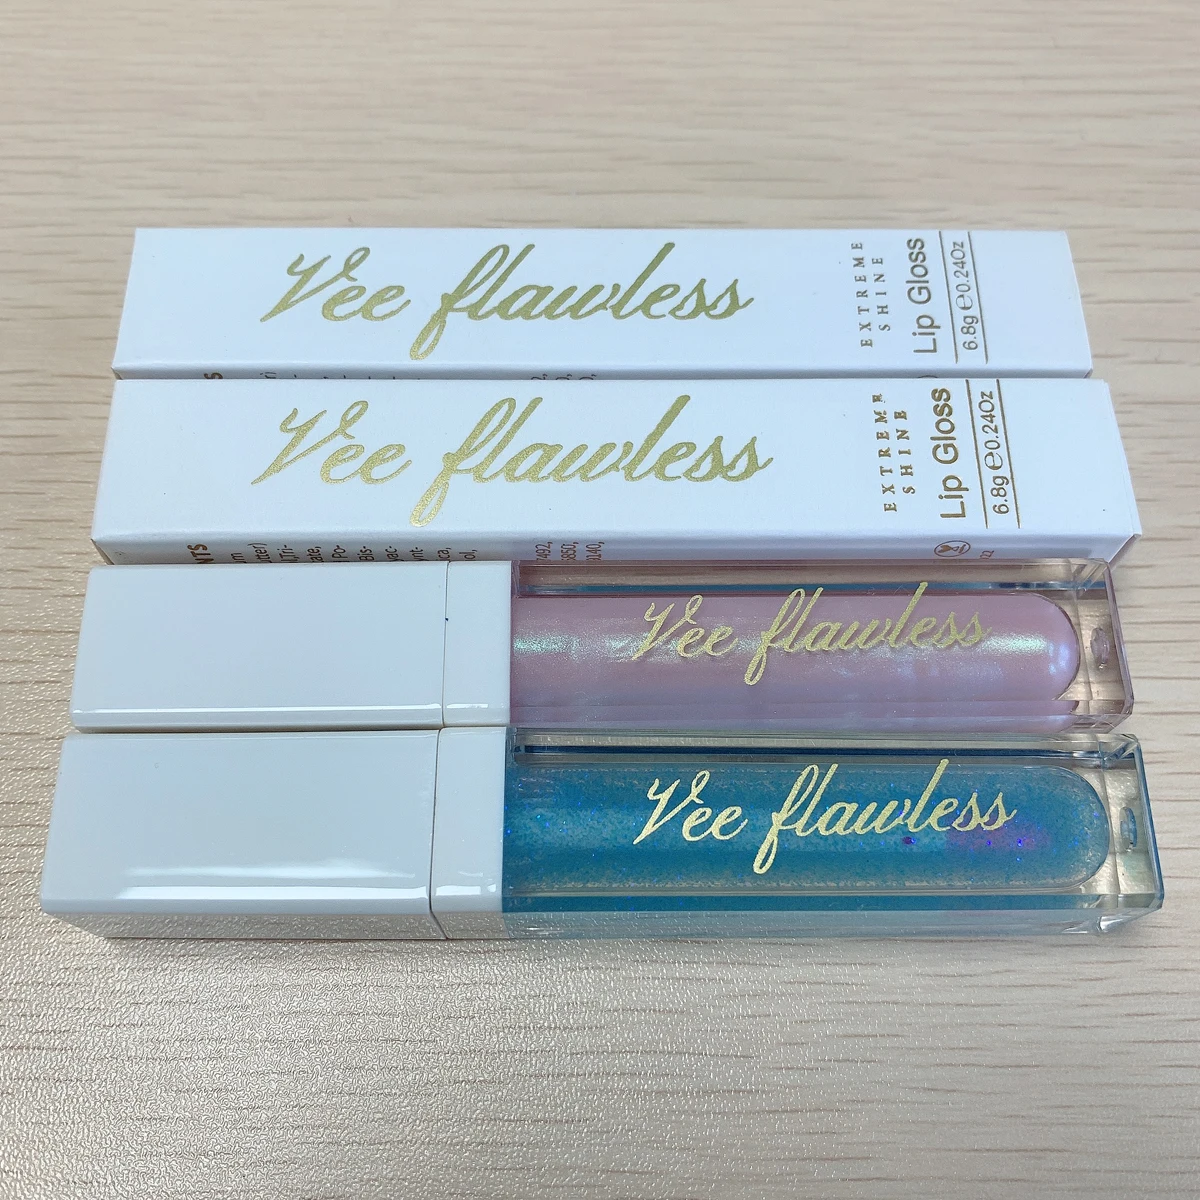 Vee flawless
EXTREME
SHINE
Lip Gloss
6.8g ℮0.24Oz
Vee flawless
EXTREME
SHINE
Lip Gloss
6.8g ℮0.24Oz
Vee flawless
Vee flawless